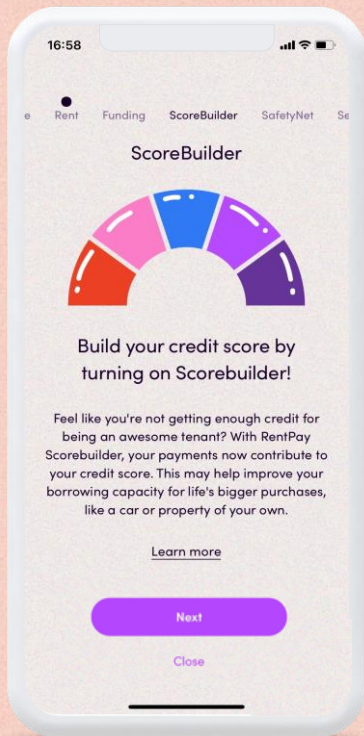 16:58
e Rent Funding ScoreBuilder SafetyNet Se
ScoreBuilder
Build your credit score by
turning on Scorebuilder!
Feel like you're not getting enough credit for
being an awesome tenant? With RentPay
Scorebuilder, your payments now contribute to
your credit score. This may help improve your
borrowing capacity for life's bigger purchases,
like a car or property of your own.
Learn more
Next
Close